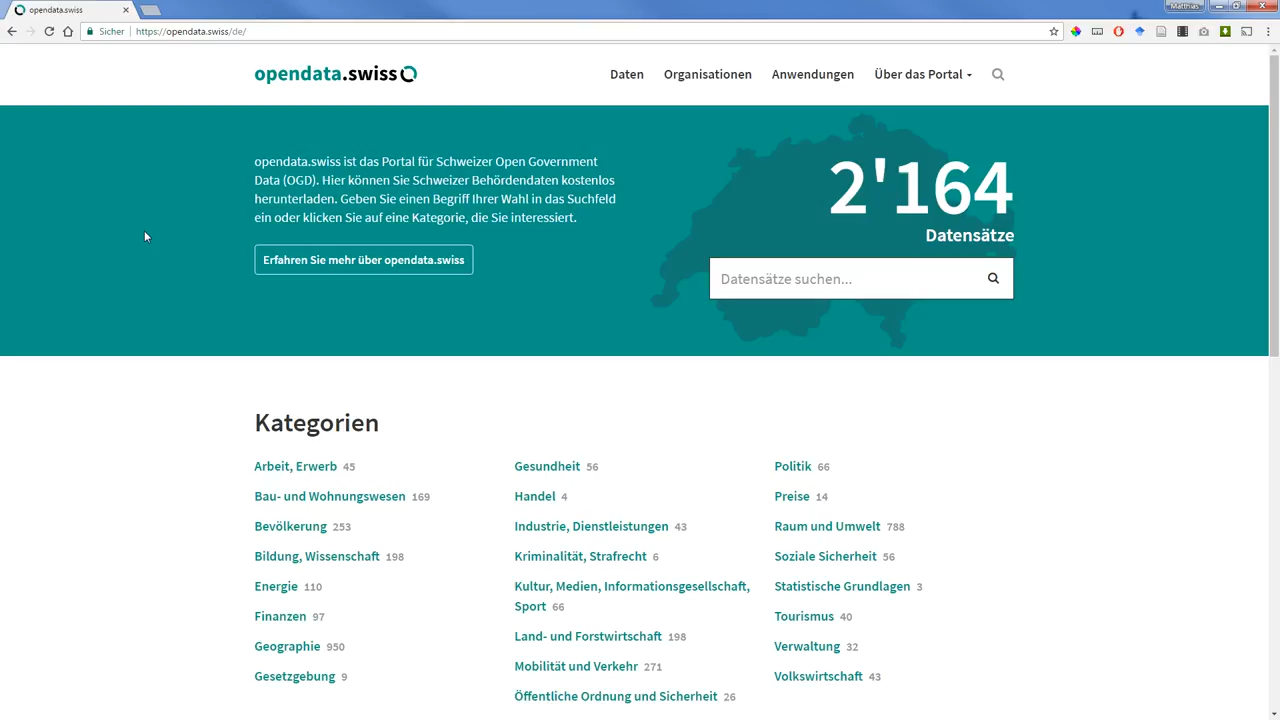 opendata.swiss
Matthias
Sicher
https://opendata.swiss/de/
opendata.swiss
Daten
Organisationen
Anwendungen
Über das Portal
opendata.swiss ist das Portal für Schweizer Open Government
Data (OGD). Hier können Sie Schweizer Behördendaten kostenlos
herunterladen. Geben Sie einen Begriff Ihrer Wahl in das Suchfeld
ein oder klicken Sie auf eine Kategorie, die Sie interessiert.
Erfahren Sie mehr über opendata.swiss
2'164
Datensätze
Datensätze suchen...
Kategorien
Arbeit, Erwerb 45
Bau- und Wohnungswesen 169
Bevölkerung 253
Bildung, Wissenschaft 198
Energie 110
Finanzen 97
Geographie 950
Gesetzgebung 9
Gesundheit 56
Handel 4
Industrie, Dienstleistungen 43
Kriminalität, Strafrecht 6
Kultur, Medien, Informationsgesellschaft,
Sport 66
Land- und Forstwirtschaft 198
Mobilität und Verkehr 271
Öffentliche Ordnung und Sicherheit 26
Politik 66
Preise 14
Raum und Umwelt 788
Soziale Sicherheit 56
Statistische Grundlagen 3
Tourismus 40
Verwaltung 32
Volkswirtschaft 43